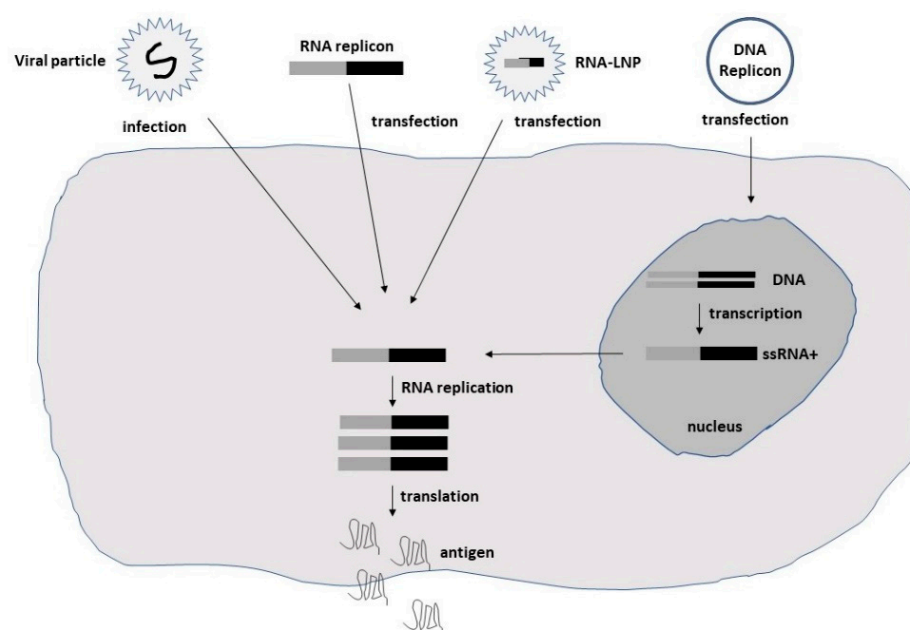 Viral particle
RNA replicon
RNA-LNP
DNA
Replicon
infection
transfection
transfection
transfection
DNA
transcription
ssRNA+
nucleus
RNA replication
translation
antigen